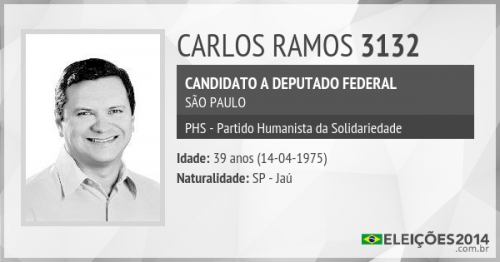 CARLOS RAMOS 3132
CANDIDATO A DEPUTADO FEDERAL
SÃO PAULO
PHS - Partido Humanista da Solidariedade
Idade: 39 anos (14-04-1975)
Naturalidade: SP - Jaú
ELEIÇÕES2014
.com.br